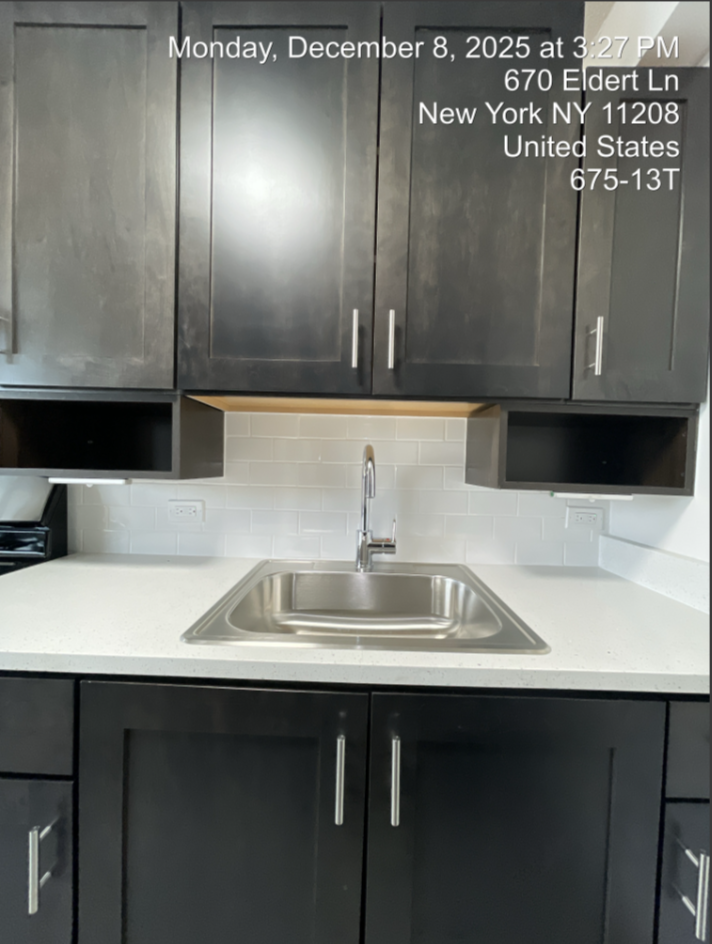 Monday, December 8, 2025 at 3:27 PM
670 Eldert Ln
New York NY 11208
United States
675-13T